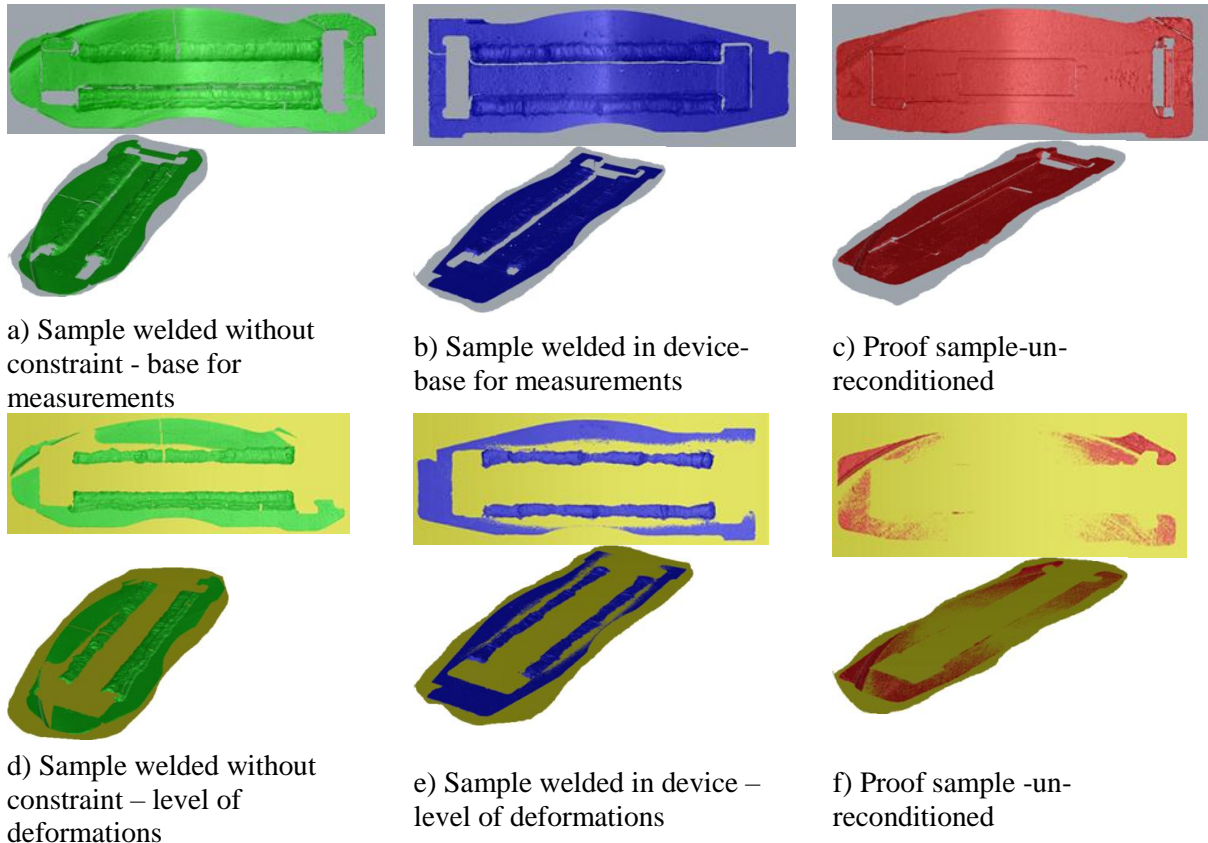 a) Sample welded without
constraint - base for
measurements
b) Sample welded in device-
base for measurements
c) Proof sample-un-
reconditioned
d) Sample welded without
constraint – level of
deformations
e) Sample welded in device –
level of deformations
f) Proof sample -un-
reconditioned